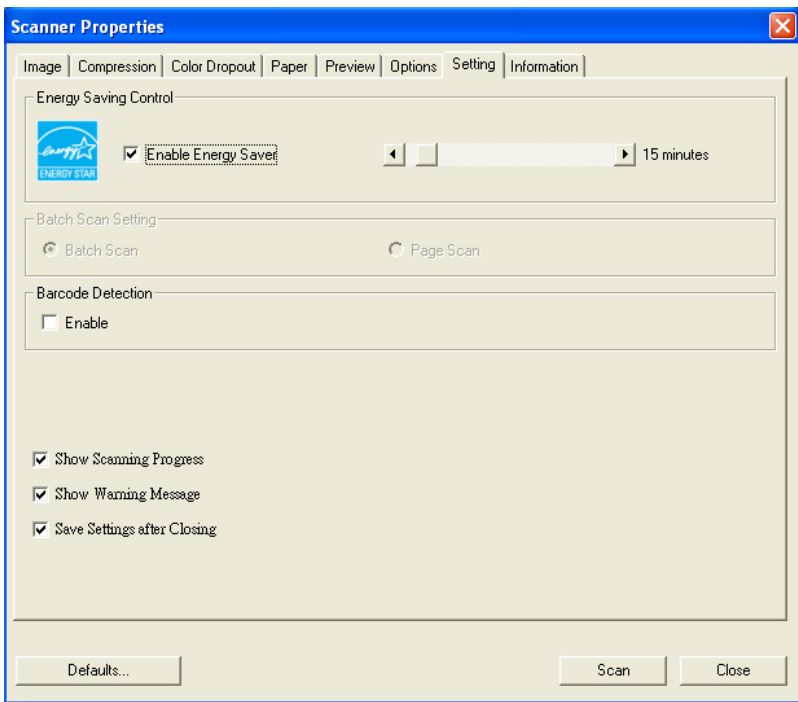 Scanner Properties
Image Compression Color Dropout Paper Preview Options Setting Information
Energy Saving Control
energy
ENERGY STAR
Enable Energy Saver
15 minutes
Batch Scan Setting
Batch Scan Page Scan
Barcode Detection
Enable
Show Scanning Progress
Show Warning Message
Save Settings after Closing
Defaults... Scan Close